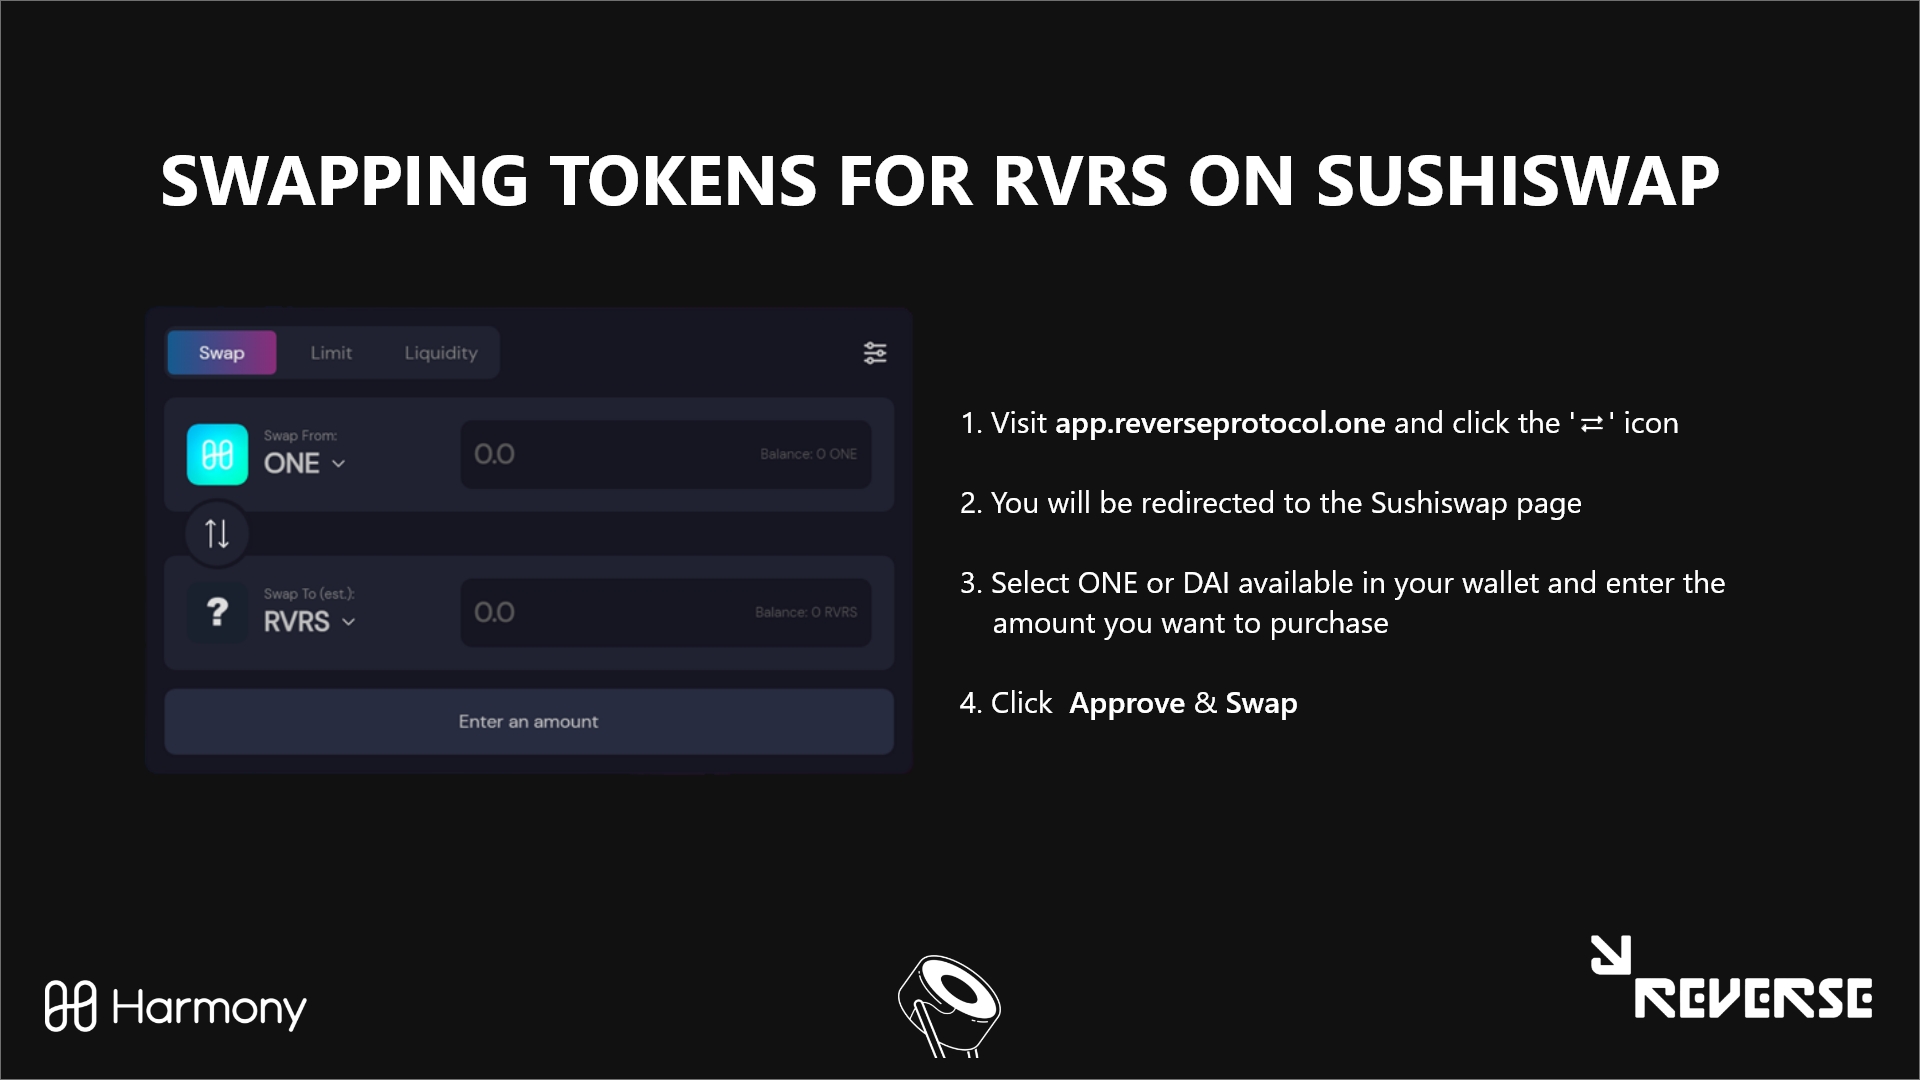 SWAPPING TOKENS FOR RVRS ON SUSHISWAP
Swap
Limit
Liquidity
Swap From:
ONE
0.0
Balance: 0 ONE
Swap To (est.):
RVRS
0.0
Balance: 0 RVRS
?
Enter an amount
1. Visit app.reverseprotocol.one and click the '⇄' icon
2. You will be redirected to the Sushiswap page
3. Select ONE or DAI available in your wallet and enter the
amount you want to purchase
4. Click  Approve & Swap
Harmony
REVERSE